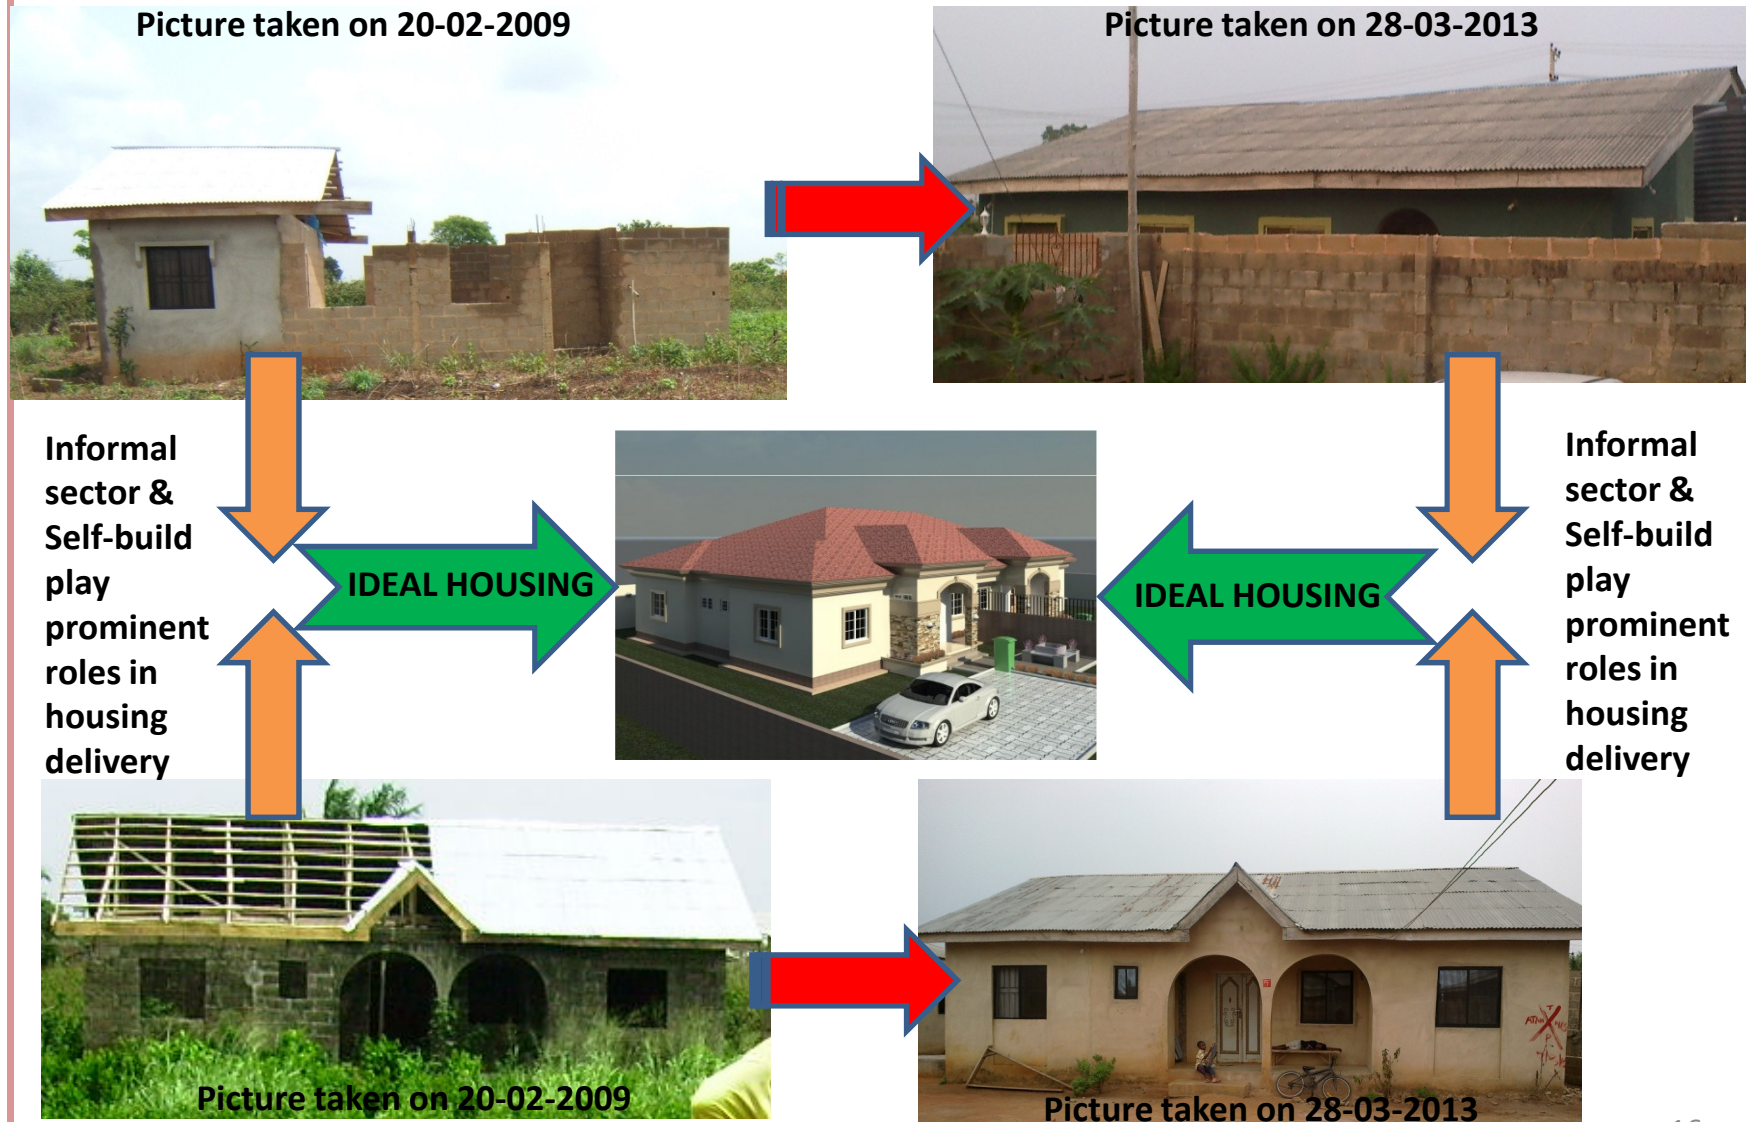 Picture taken on 20-02-2009
Picture taken on 28-03-2013
Informal
sector &
Self-build
play
prominent
roles in
housing
delivery
IDEAL HOUSING
IDEAL HOUSING
Informal
sector &
Self-build
play
prominent
roles in
housing
delivery
Picture taken on 20-02-2009
Picture taken on 28-03-2013